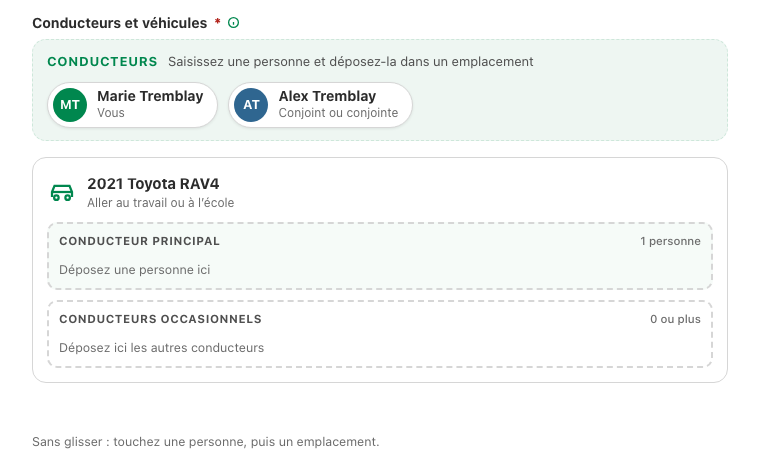 Conducteurs et véhicules *
CONDUCTEURS Saisissez une personne et déposez-la dans un emplacement
MT Marie Tremblay
Vous
AT Alex Tremblay
Conjoint ou conjointe
2021 Toyota RAV4
Aller au travail ou à l’école
CONDUCTEUR PRINCIPAL 1 personne
Déposez une personne ici
CONDUCTEURS OCCASIONNELS 0 ou plus
Déposez ici les autres conducteurs
Sans glisser : touchez une personne, puis un emplacement.